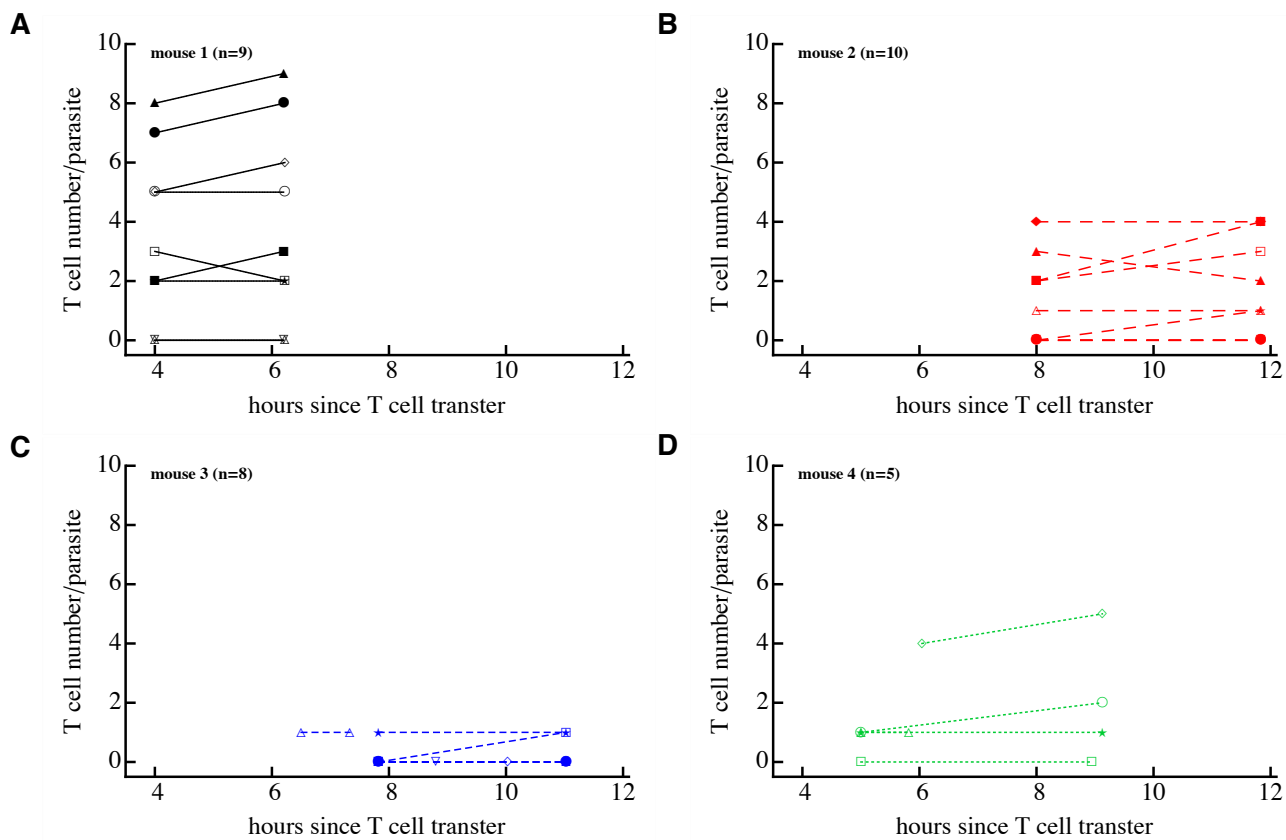 A
mouse 1 (n=9)
T cell number/parasite
10
8
6
4
2
0
4 6 8 10 12
hours since T cell transter
B
mouse 2 (n=10)
T cell number/parasite
10
8
6
4
2
0
4 6 8 10 12
hours since T cell transter
C
mouse 3 (n=8)
T cell number/parasite
10
8
6
4
2
0
4 6 8 10 12
hours since T cell transter
D
mouse 4 (n=5)
T cell number/parasite
10
8
6
4
2
0
4 6 8 10 12
hours since T cell transter